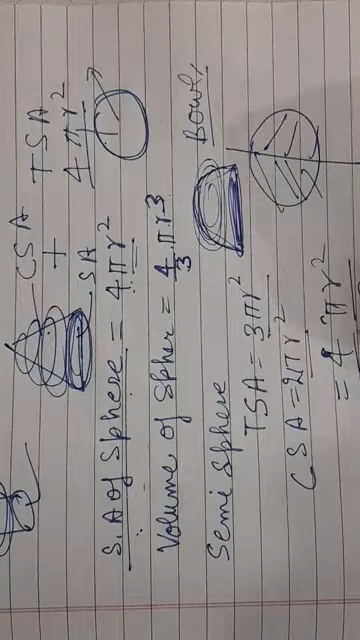 CSA TSA
+ 4πr²
SA
S.A of Sphere = 4πr²
Volume of Spher = 4/3 πr³
Semi Sphere Bowl
TSA = 3πr²
CSA = 2πr²
= 4πr²